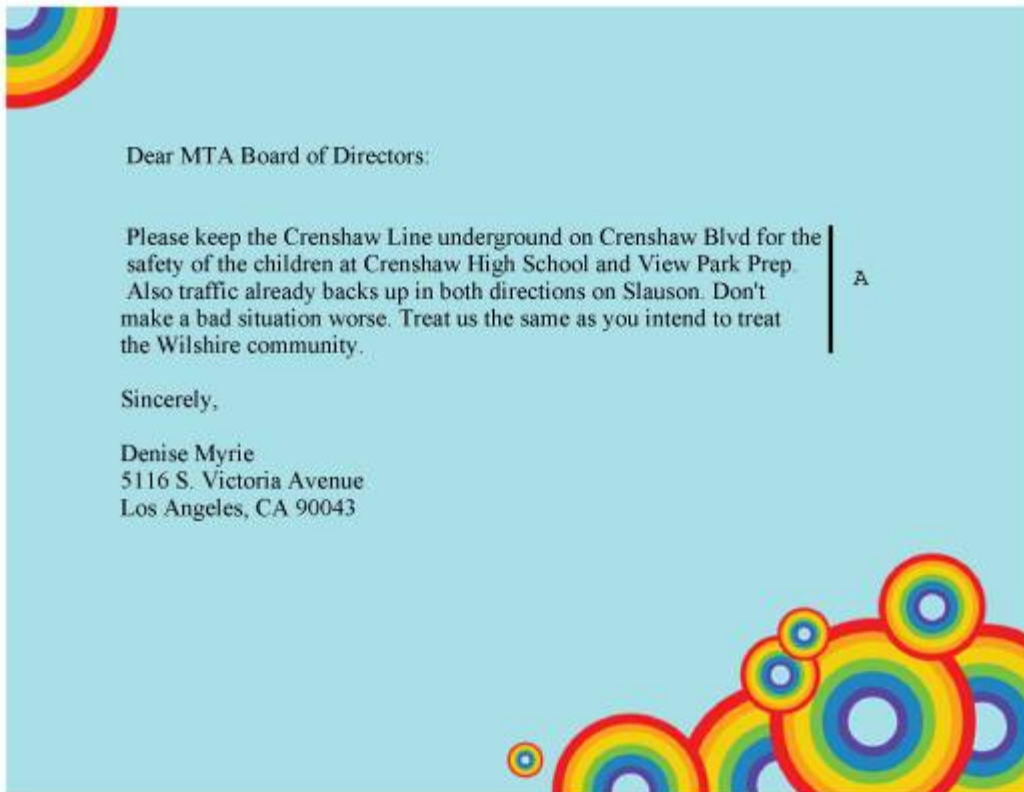 Dear MTA Board of Directors:
Please keep the Crenshaw Line underground on Crenshaw Blvd for the
safety of the children at Crenshaw High School and View Park Prep.
Also traffic already backs up in both directions on Slauson. Don't
make a bad situation worse. Treat us the same as you intend to treat
the Wilshire community.
A
Sincerely,
Denise Myrie
5116 S. Victoria Avenue
Los Angeles, CA 90043